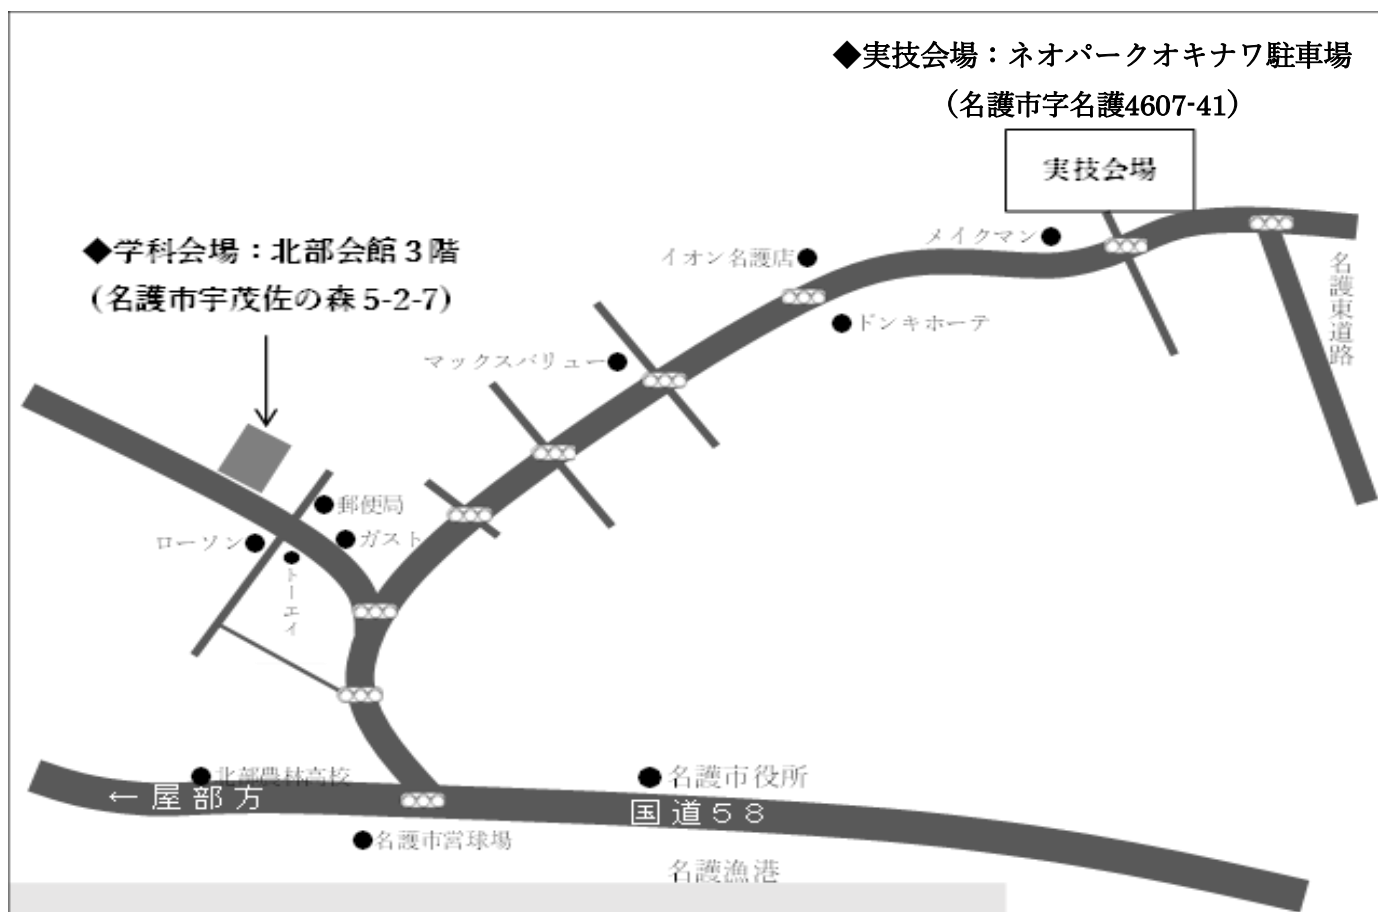 ◆実技会場：ネオパークオキナワ駐車場
（名護市字名護4607-41）
実技会場
◆学科会場：北部会館３階
（名護市宇茂佐の森5-2-7）
メイクマン
イオン名護店
名護東道路
ドンキホーテ
マックスバリュー
郵便局
ローソン
ガスト
トーエイ
北部農林高校
名護市役所
←屋部方
国道５８
名護市営球場
名護漁港